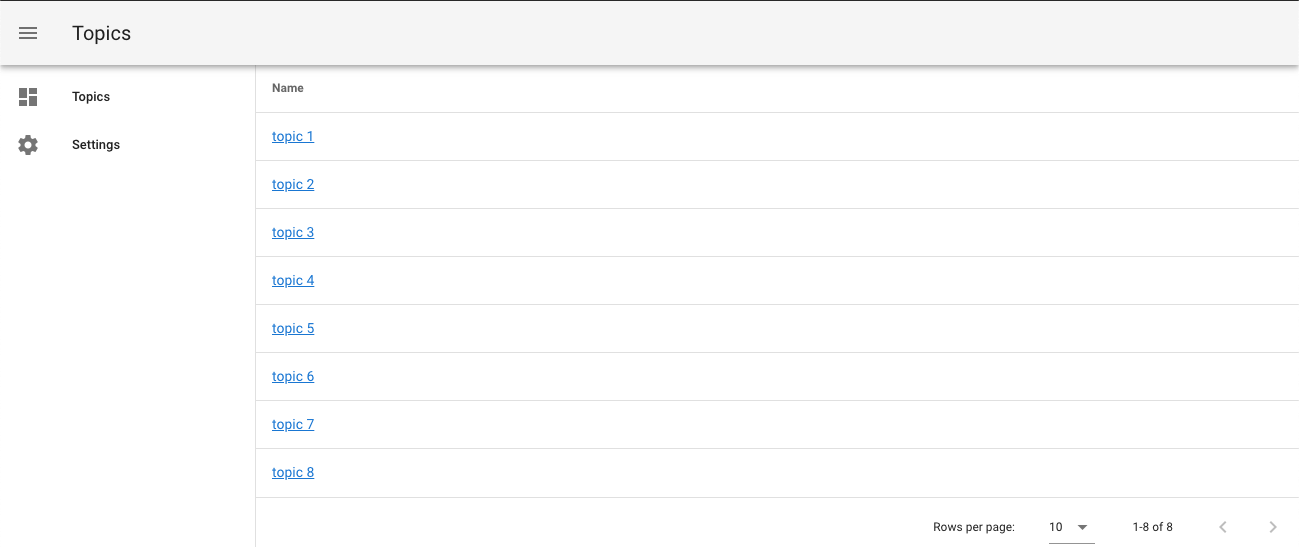 Topics
Topics
Settings
Name
topic 1
topic 2
topic 3
topic 4
topic 5
topic 6
topic 7
topic 8
Rows per page: 10 1-8 of 8